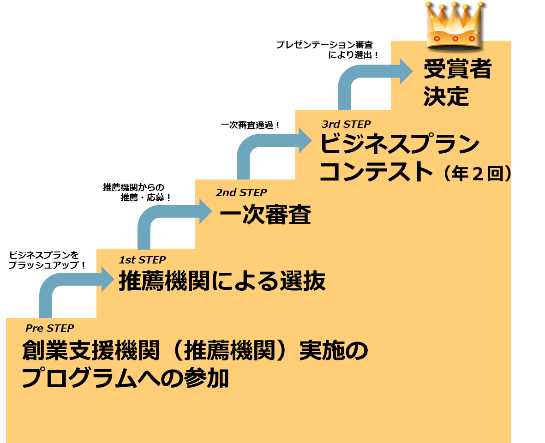 プレゼンテーション審査
により選出！
受賞者
決定
一次審査通過！
3rd STEP
ビジネスプラン
コンテスト（年２回）
推薦機関からの
推薦・応募！
2nd STEP
一次審査
ビジネスプランを
ブラッシュアップ！
1st STEP
推薦機関による選抜
Pre STEP
創業支援機関（推薦機関）実施の
プログラムへの参加